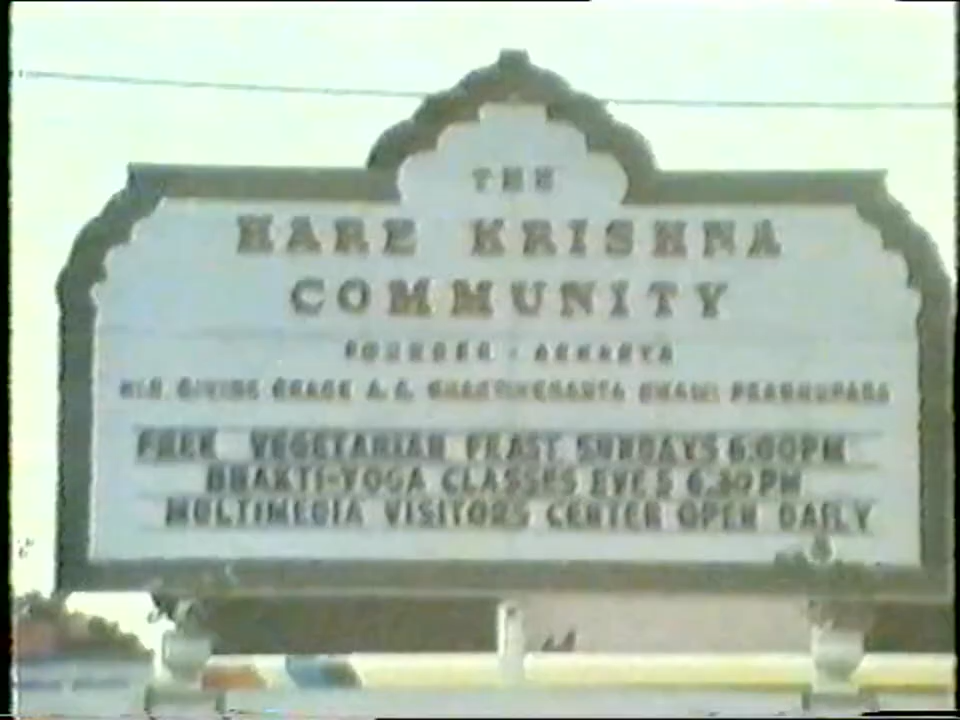 THE
HARE KRISHNA
COMMUNITY
FOUNDER - ACHARYA
HIS DIVINE GRACE A.C. BHAKTIVEDANTA SWAMI PRABHUPADA
FREE VEGETARIAN FEAST SUNDAYS 6:00PM
BHAKTI-YOGA CLASSES EVES 6:30PM
MULTIMEDIA VISITORS CENTER OPEN DAILY